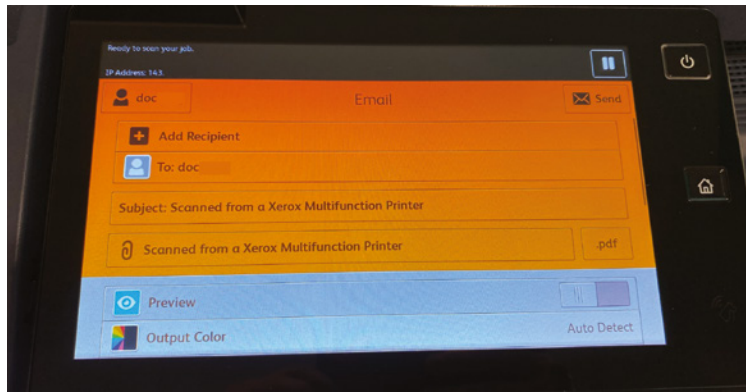 Ready to scan your job.
IP Address: 143.
doc
Email
Send
Add Recipient
To: doc
Subject: Scanned from a Xerox Multifunction Printer
Scanned from a Xerox Multifunction Printer
.pdf
Preview
Output Color
Auto Detect